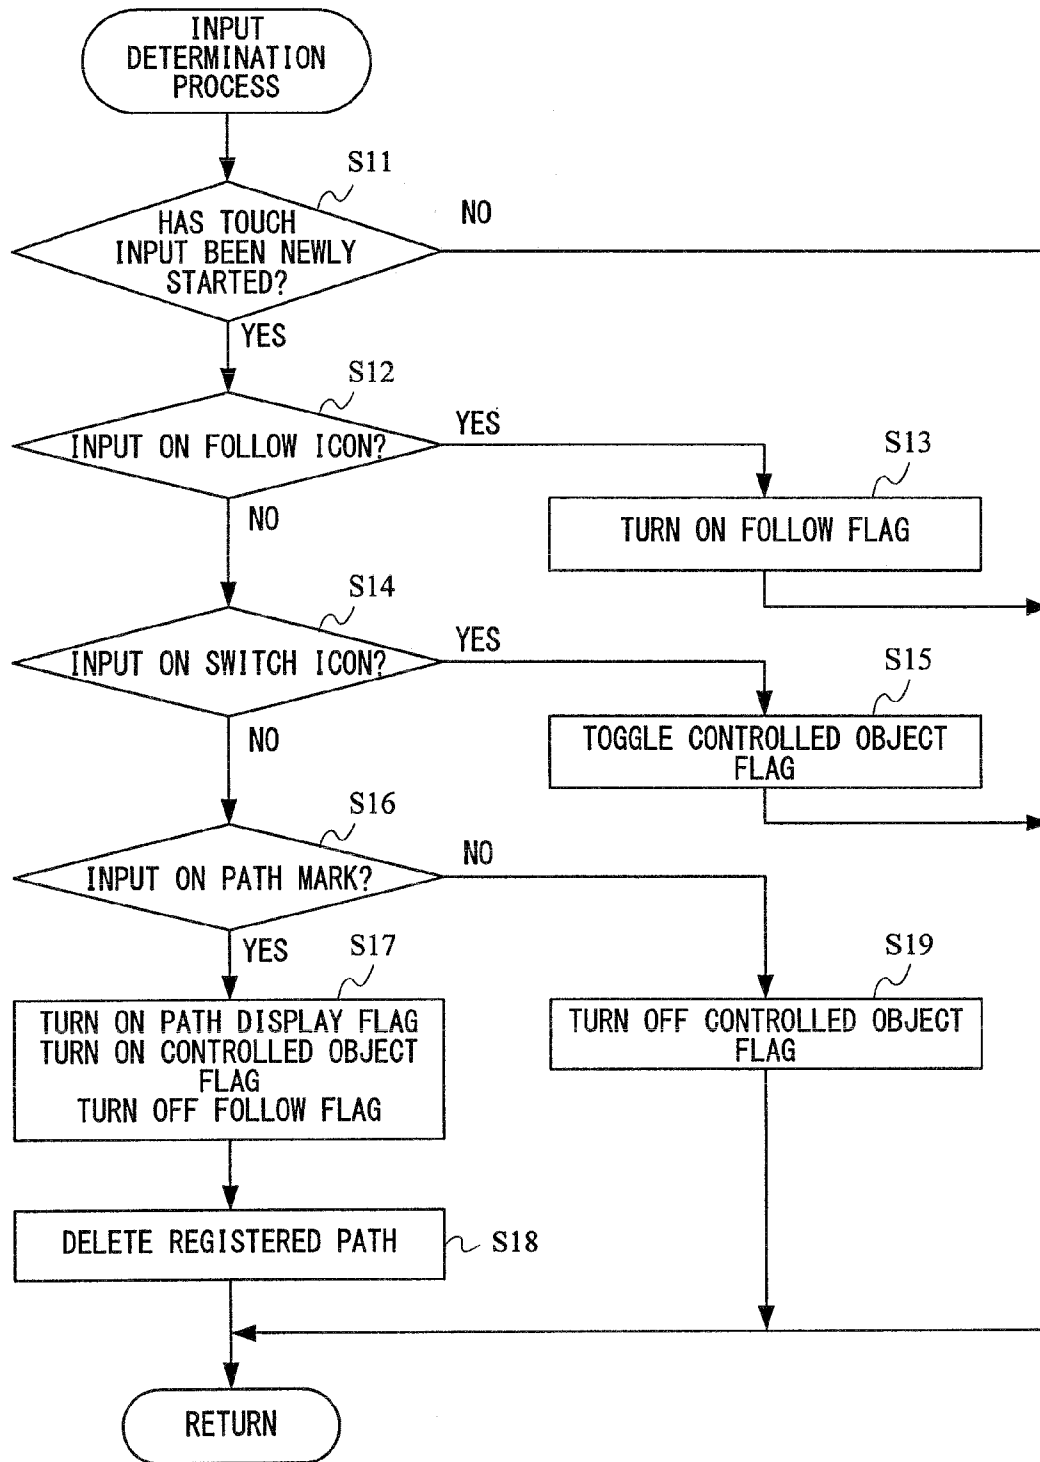 INPUT
DETERMINATION
PROCESS
S11
HAS TOUCH
INPUT BEEN NEWLY
STARTED?
NO
YES
S12
INPUT ON FOLLOW ICON?
YES
NO
S13
TURN ON FOLLOW FLAG
S14
INPUT ON SWITCH ICON?
YES
NO
S15
TOGGLE CONTROLLED OBJECT
FLAG
S16
INPUT ON PATH MARK?
NO
YES
S17
TURN ON PATH DISPLAY FLAG
TURN ON CONTROLLED OBJECT
FLAG
TURN OFF FOLLOW FLAG
S19
TURN OFF CONTROLLED OBJECT
FLAG
DELETE REGISTERED PATH
S18
RETURN